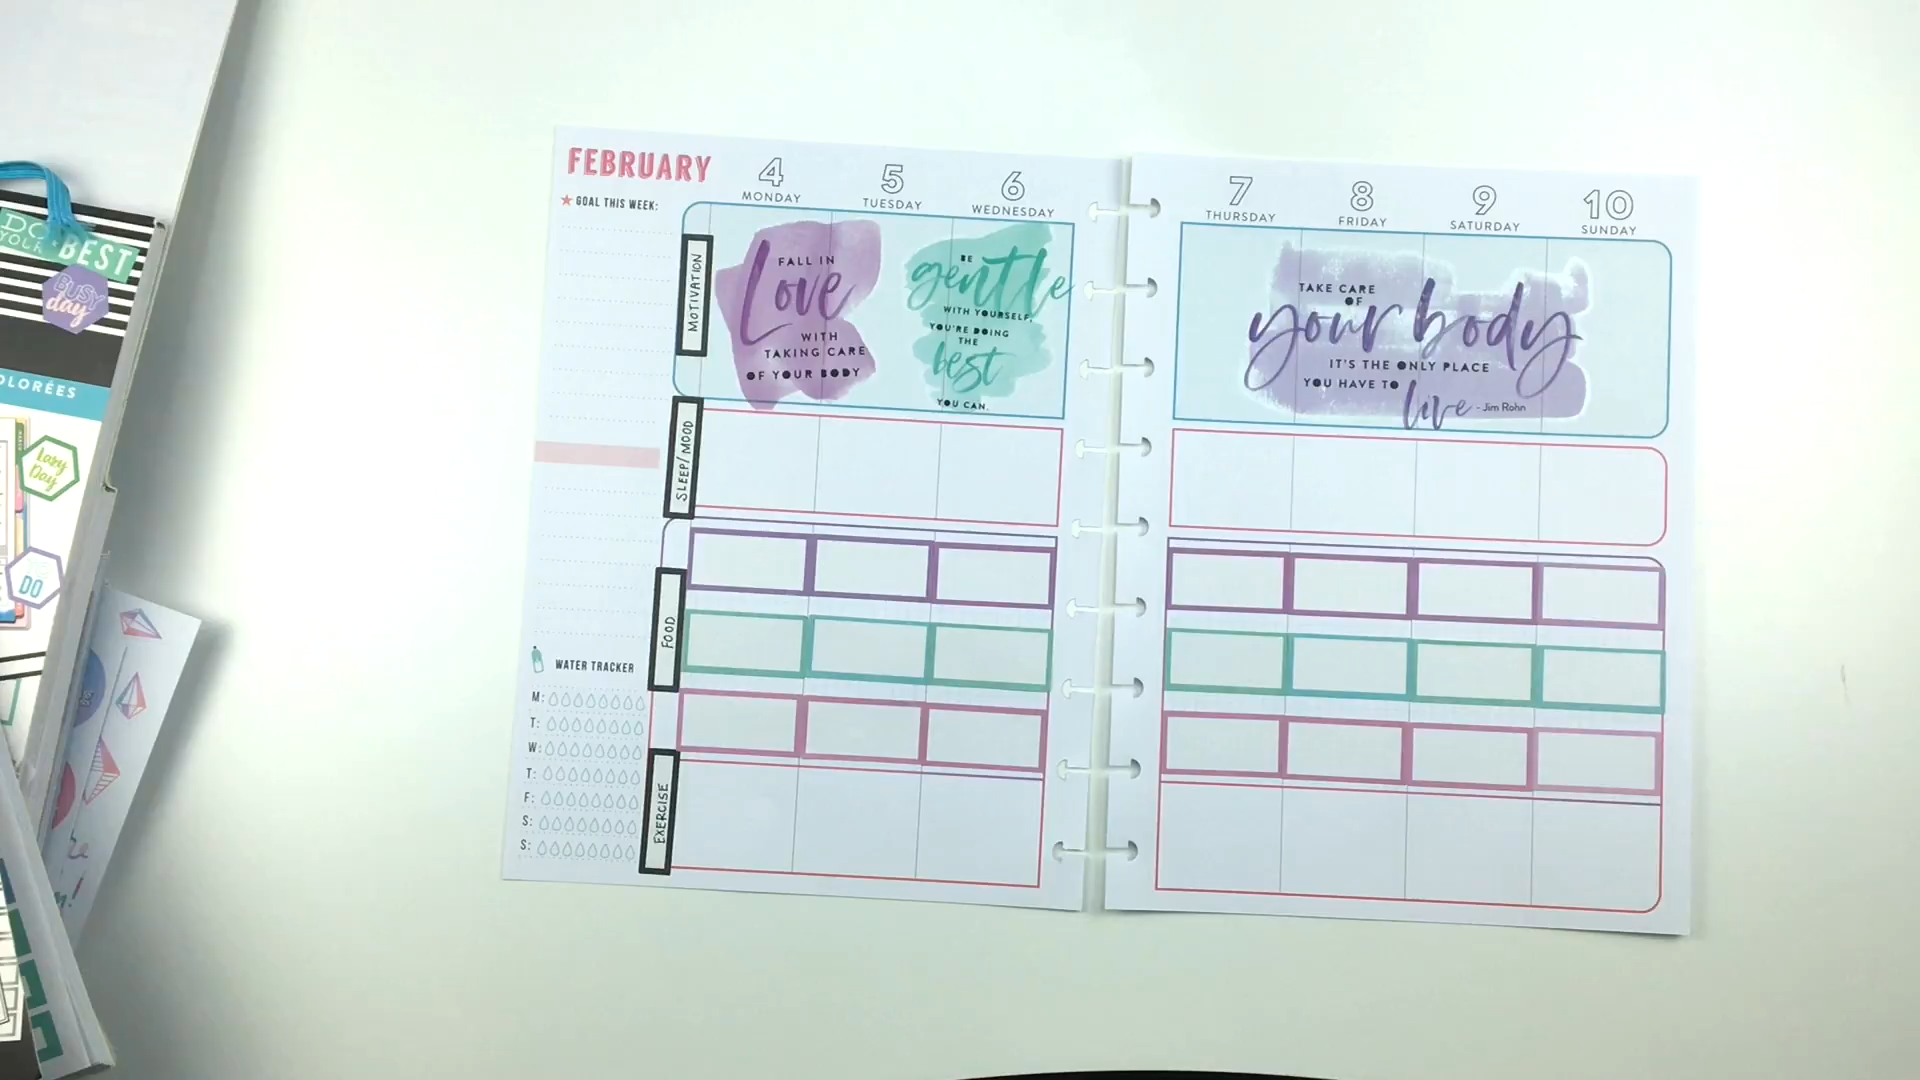 FEBRUARY
4
MONDAY
5
TUESDAY
6
WEDNESDAY
7
THURSDAY
8
FRIDAY
9
SATURDAY
10
SUNDAY
GOAL THIS WEEK:
MOTIVATION
FALL IN
Love
WITH
TAKING CARE
OF YOUR BODY
BE
gentle
WITH YOURSELF,
YOU'RE DOING
THE
best
YOU CAN.
TAKE CARE
OF
your body
IT'S THE ONLY PLACE
YOU HAVE TO
live - Jim Rohn
SLEEP/MOOD
FOOD
EXERCISE
WATER TRACKER
M:
T:
W:
T:
F:
S:
S:
DO
YOUR
BEST
BUSY
day
OLORÉES
Lazy
Day
DO